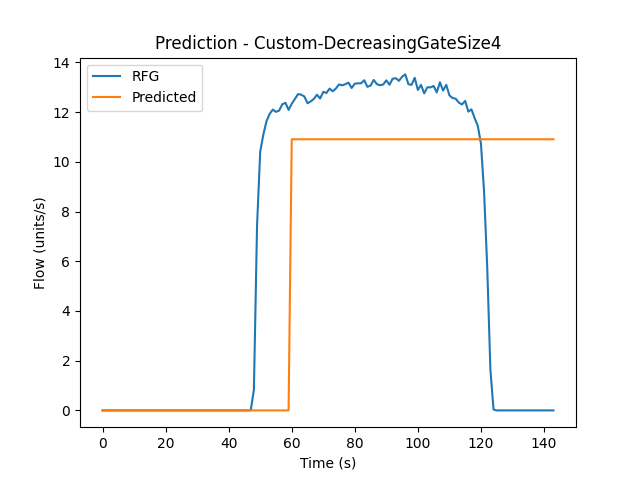 Prediction - Custom-DecreasingGateSize4
RFG
Predicted
Flow (units/s)
14
12
10
8
6
4
2
0
0 20 40 60 80 100 120 140
Time (s)